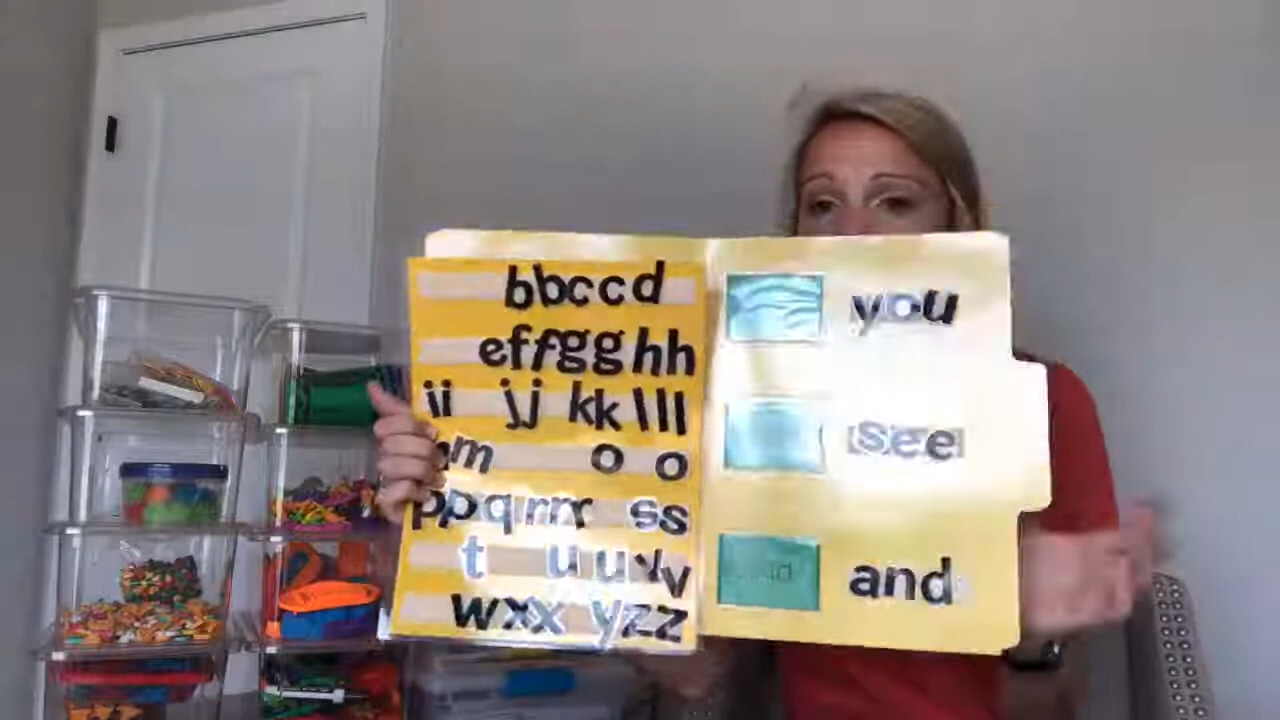 bbccd
effgghh
ii jj kk lll
m o o
ppqrrr ss
t u u v v
wxx yzz
you
see
and